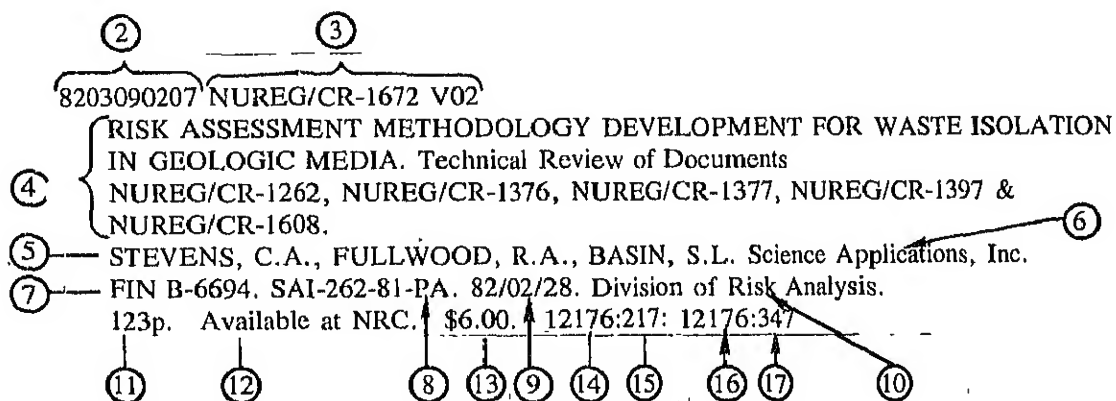 ② ③
8203090207 NUREG/CR-1672 V02
RISK ASSESSMENT METHODOLOGY DEVELOPMENT FOR WASTE ISOLATION
IN GEOLOGIC MEDIA. Technical Review of Documents
④ NUREG/CR-1262, NUREG/CR-1376, NUREG/CR-1377, NUREG/CR-1397 &
NUREG/CR-1608.
⑥
⑤ STEVENS, C.A., FULLWOOD, R.A., BASIN, S.L. Science Applications, Inc.
⑦ FIN B-6694. SAI-262-81-PA. 82/02/28. Division of Risk Analysis.
123p. Available at NRC. $6.00. 12176:217: 12176:347
⑪ ⑫ ⑧ ⑬ ⑨ ⑭ ⑮ ⑯ ⑰ ⑩